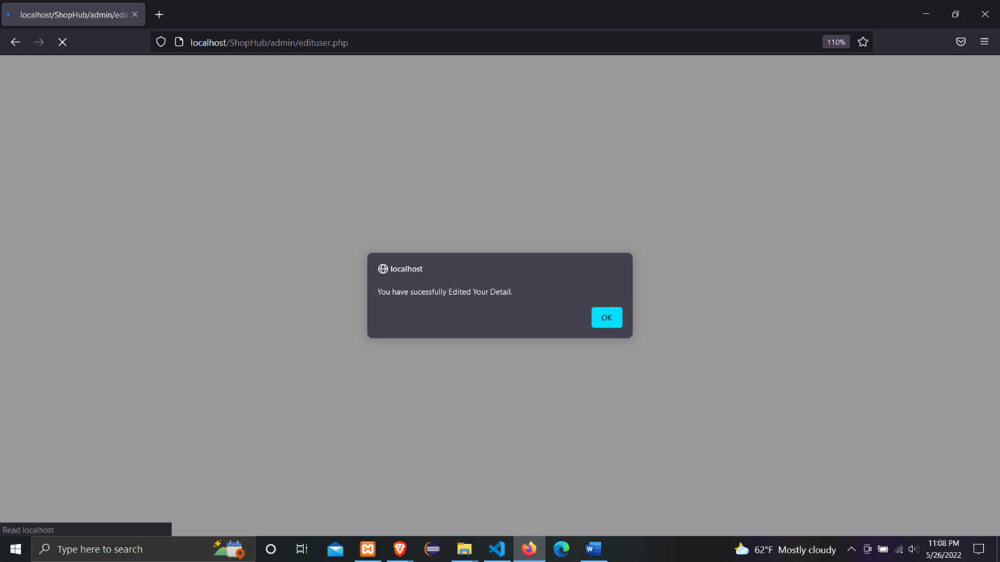 localhost/ShopHub/admin/edit
localhost/ShopHub/admin/edituser.php
110%
localhost
You have sucessfully Edited Your Detail.
OK
Read localhost
Type here to search
62°F Mostly cloudy
11:08 PM
5/26/2022